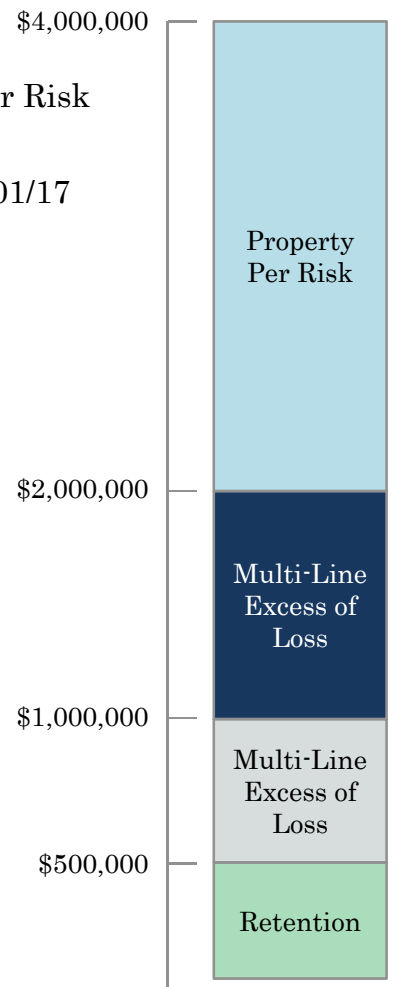 $4,000,000
r Risk
01/17
Property
Per Risk
$2,000,000
Multi-Line
Excess of
Loss
$1,000,000
Multi-Line
Excess of
Loss
$500,000
Retention